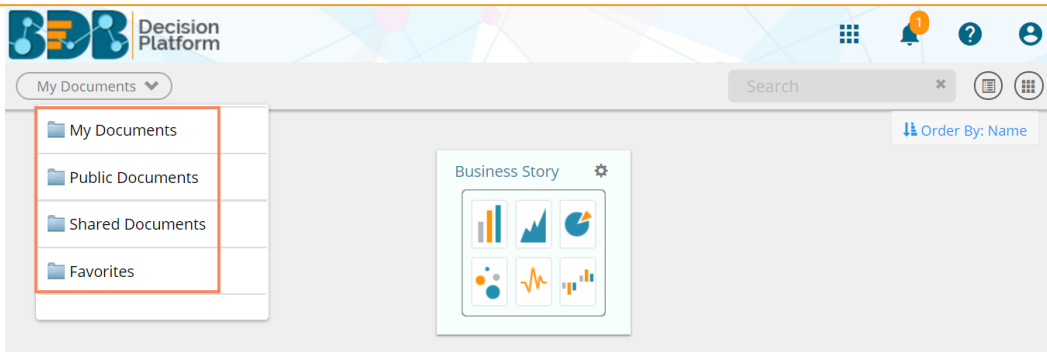 BDB Decision
Platform
1
My Documents
Search
My Documents
Order By: Name
Public Documents
Business Story
Shared Documents
Favorites